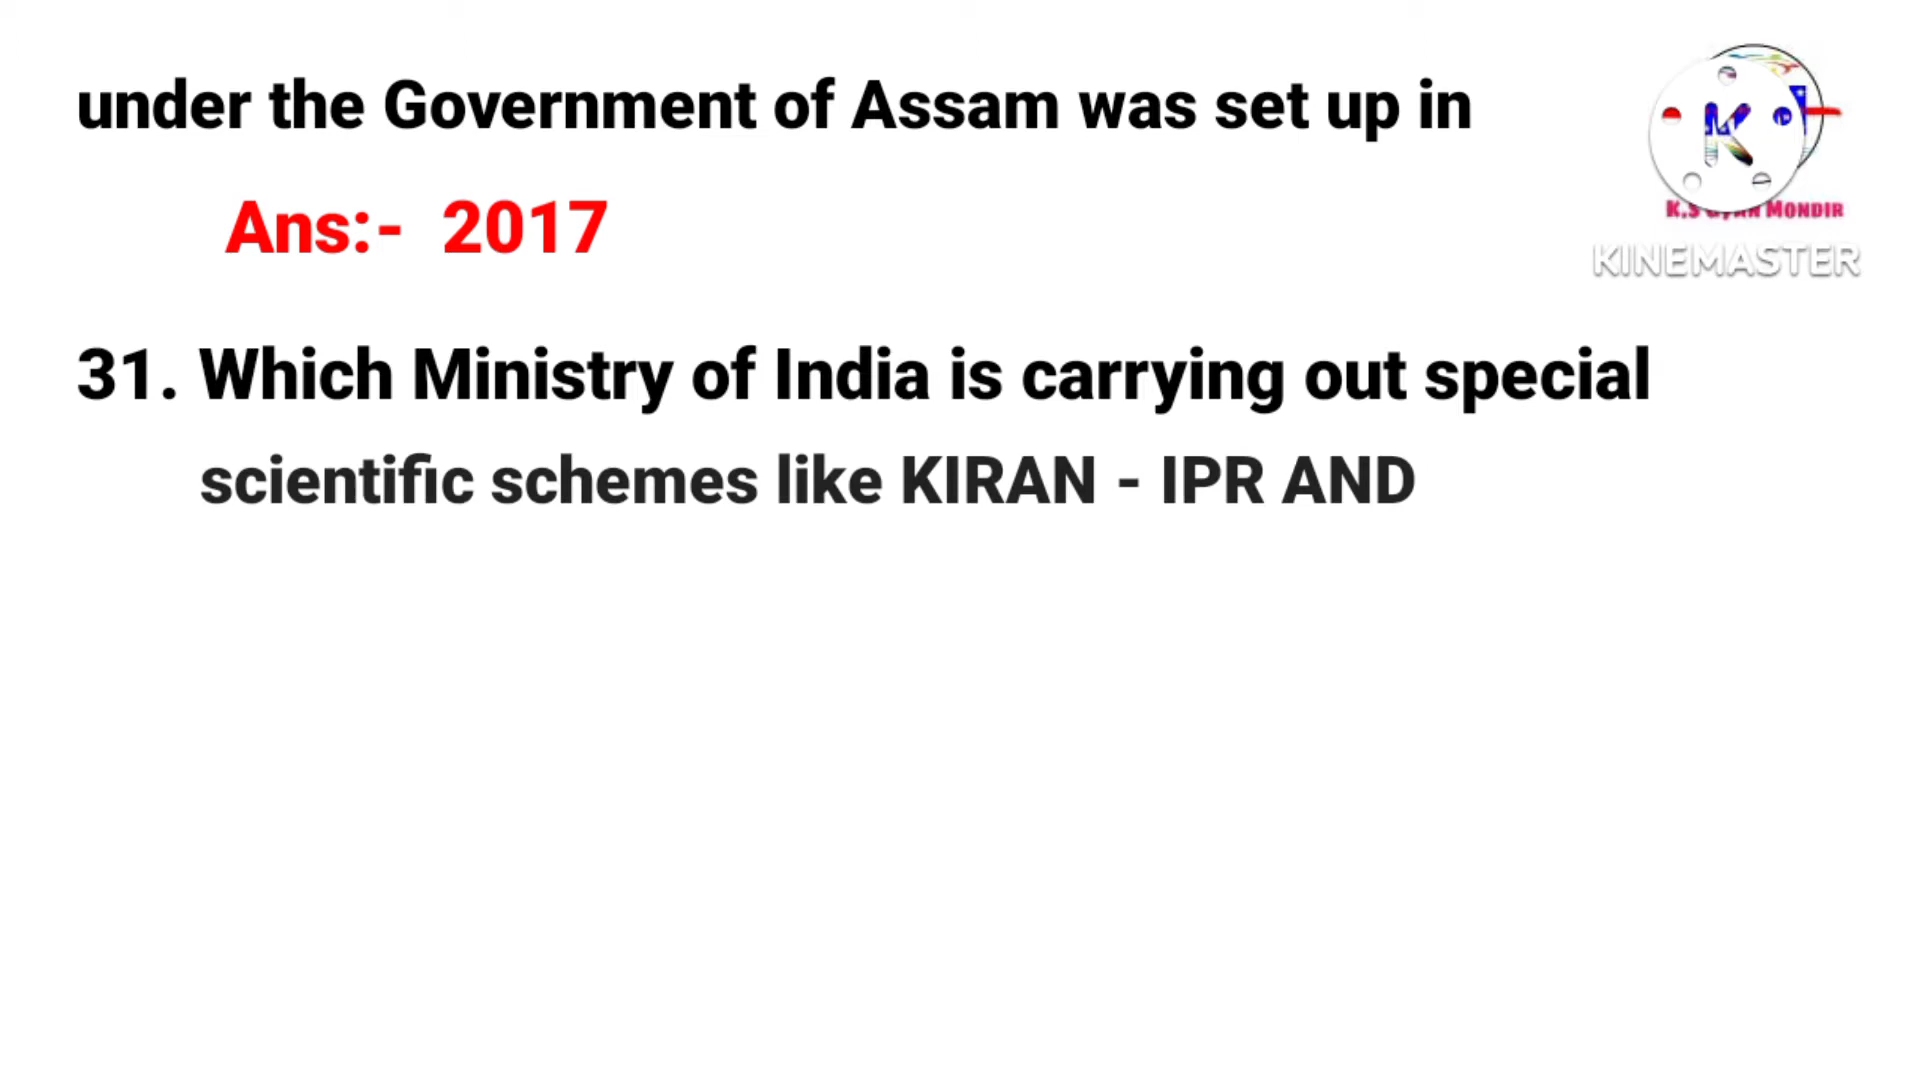 under the Government of Assam was set up in
Ans:- 2017
31. Which Ministry of India is carrying out special
scientific schemes like KIRAN - IPR AND
K
MONDIR
KINEMASTER